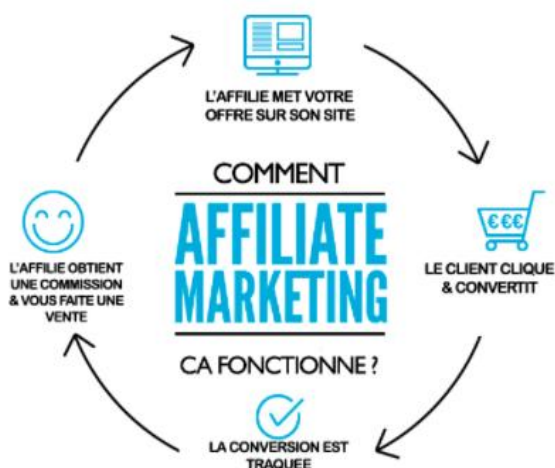 L'AFFILIE MET VOTRE
OFFRE SUR SON SITE
COMMENT
AFFILIATE
MARKETING
CA FONCTIONNE ?
€€€
LE CLIENT CLIQUE
& CONVERTIT
LA CONVERSION EST
TRAQUEE
L'AFFILIE OBTIENT
UNE COMMISSION
& VOUS FAITE UNE
VENTE